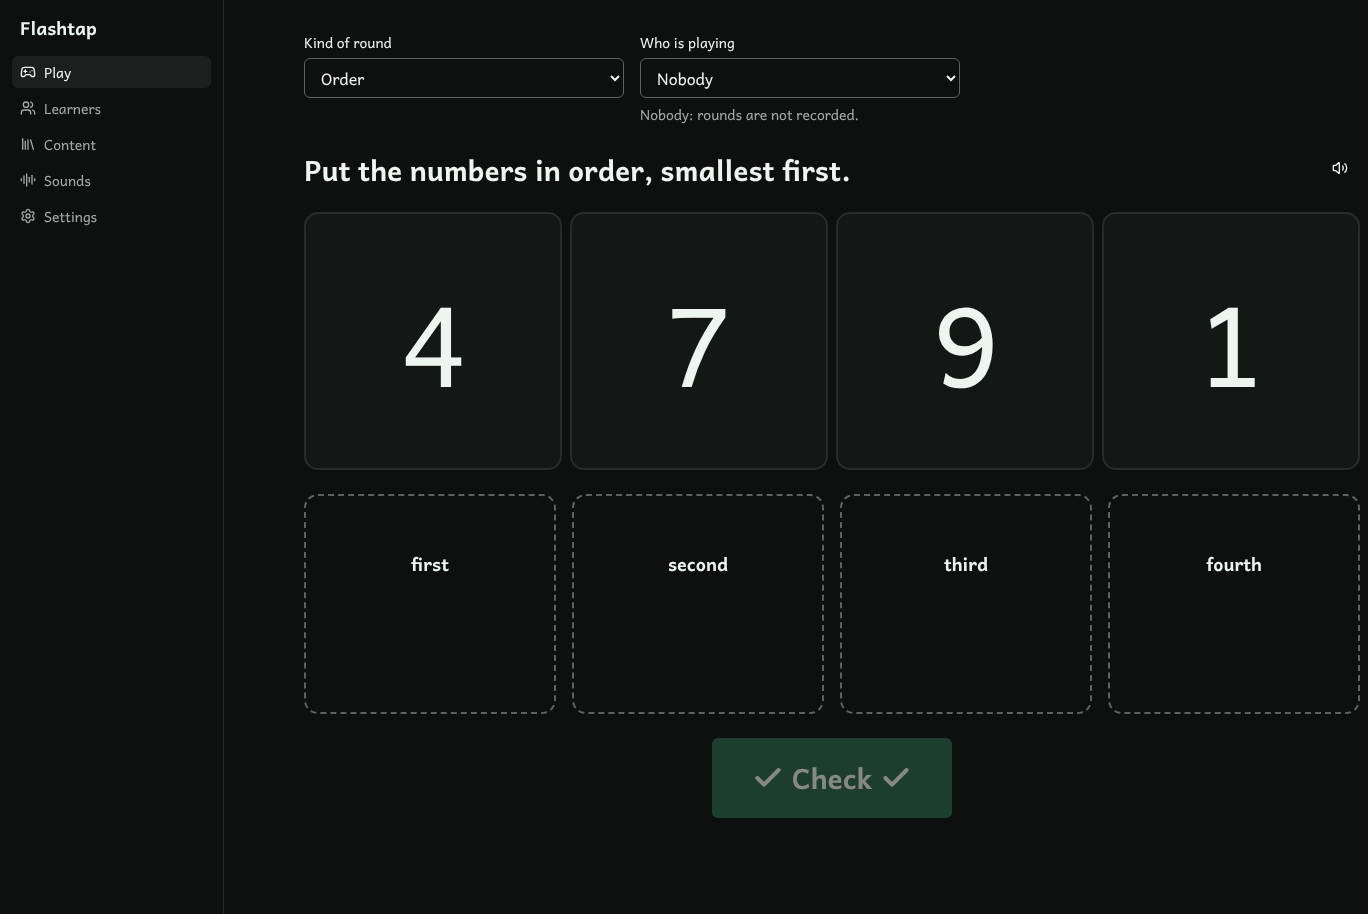 Flashtap
Play
Learners
Content
Sounds
Settings
Kind of round
Order
Who is playing
Nobody
Nobody: rounds are not recorded.
Put the numbers in order, smallest first.
4 7 9 1
first second third fourth
Check